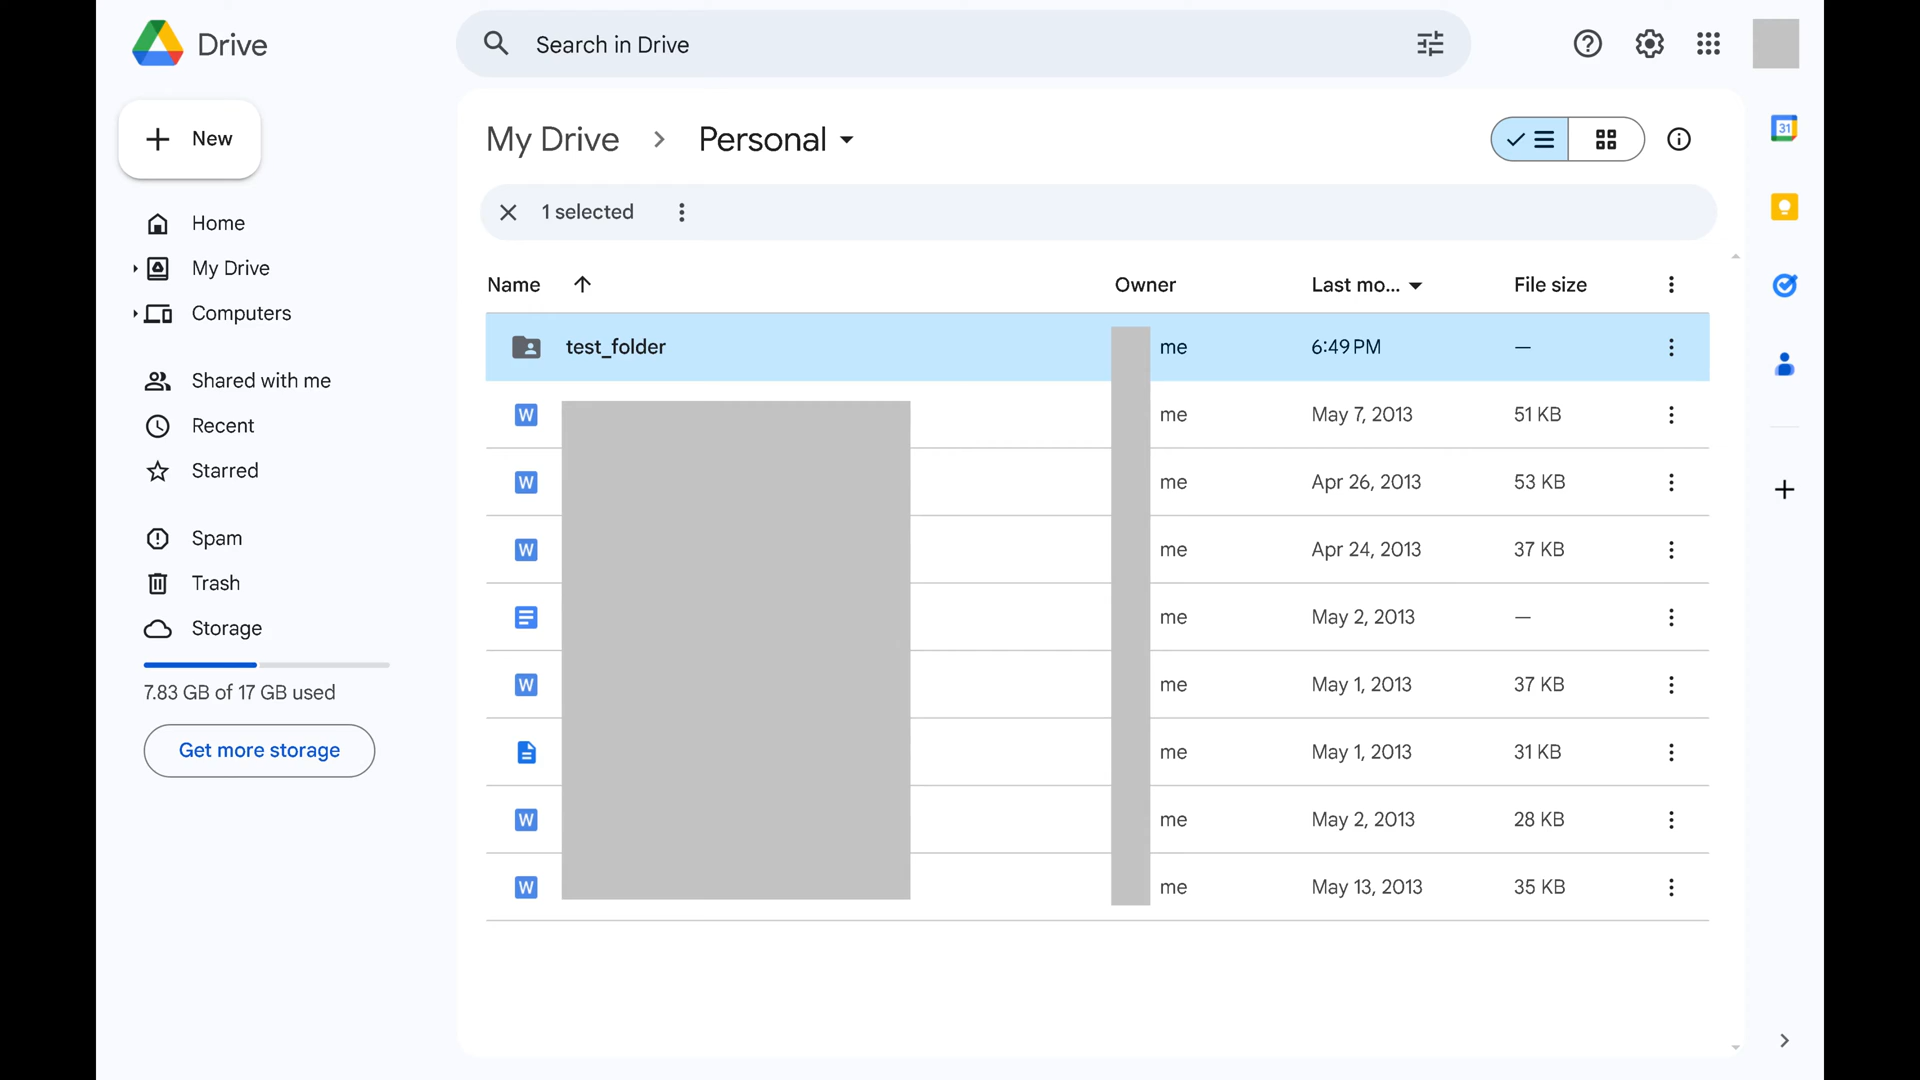 Drive
Search in Drive
New
My Drive
Personal
31
1 selected
Home
My Drive
Computers
Shared with me
Recent
Starred
Spam
Trash
Storage
7.83 GB of 17 GB used
Get more storage
Name Owner Last mo... File size
test_folder me 6:49 PM —
W me May 7, 2013 51 KB
W me Apr 26, 2013 53 KB
W me Apr 24, 2013 37 KB
me May 2, 2013 —
W me May 1, 2013 37 KB
me May 1, 2013 31 KB
W me May 2, 2013 28 KB
W me May 13, 2013 35 KB